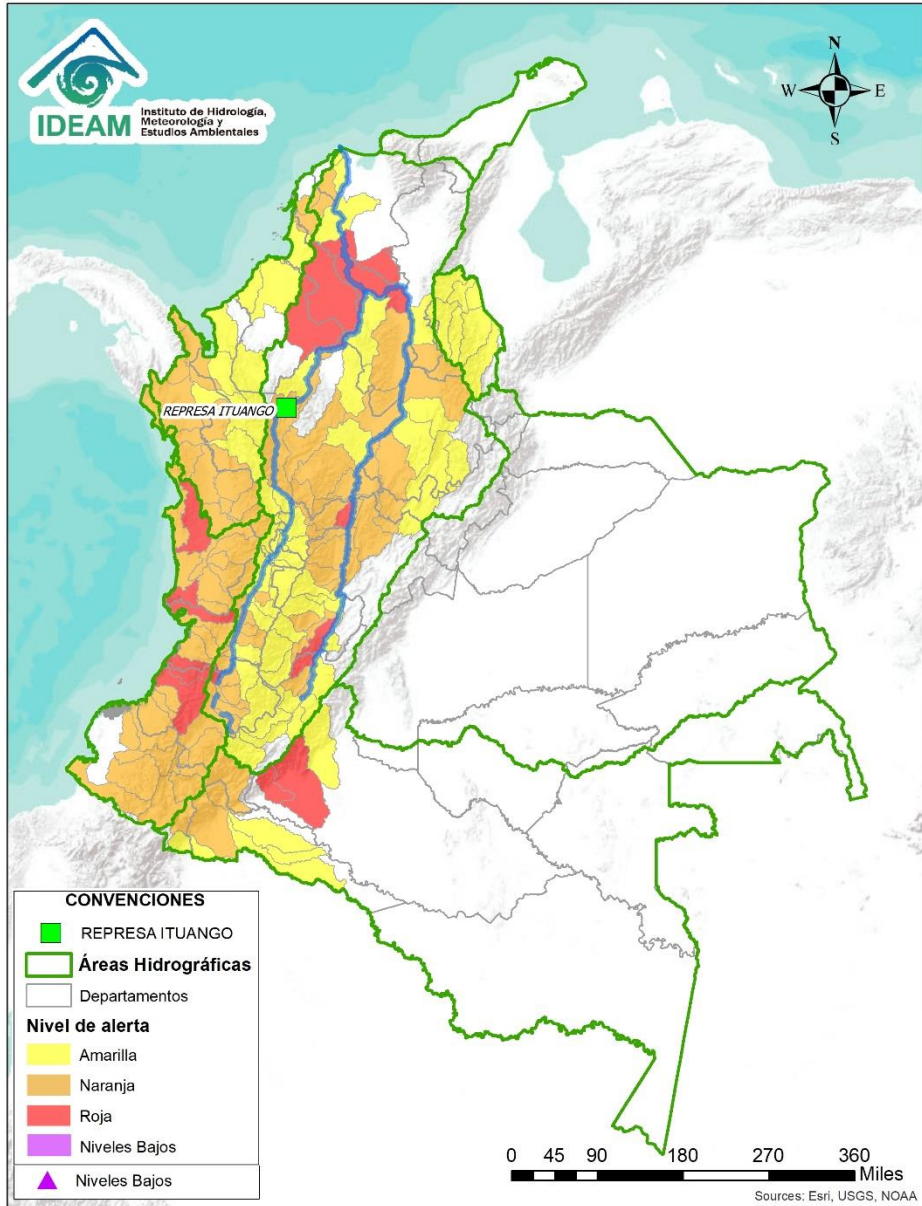 IDEAM
Instituto de Hidrología,
Meteorología y
Estudios Ambientales
N
W E
S
REPRESA ITUANGO
CONVENCIONES
REPRESA ITUANGO
Áreas Hidrográficas
Departamentos
Nivel de alerta
Amarilla
Naranja
Roja
Niveles Bajos
Niveles Bajos
0 45 90 180 270 360
Miles
Sources: Esri, USGS, NOAA